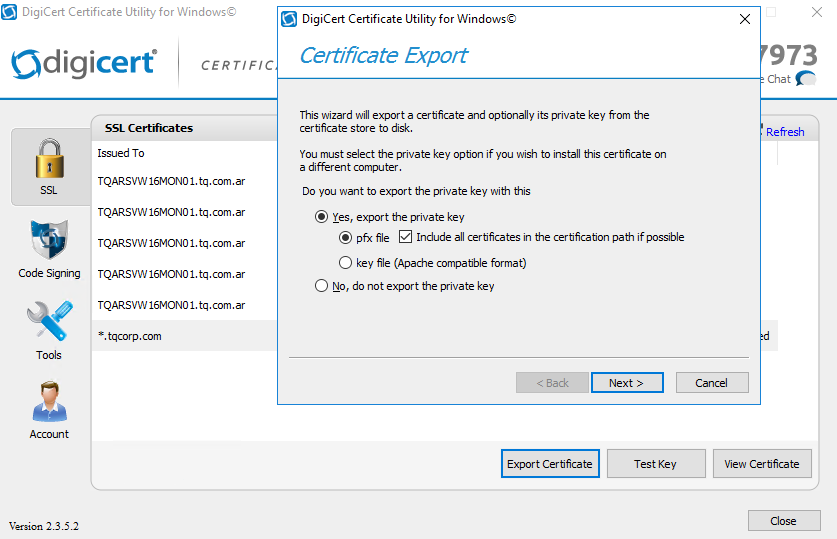 DigiCert Certificate Utility for Windows©
digicert®
CERTIFICA
7973
e Chat
SSL
Code Signing
Tools
Account
SSL Certificates
Refresh
Issued To
TQARSVW16MON01.tq.com.ar
TQARSVW16MON01.tq.com.ar
TQARSVW16MON01.tq.com.ar
TQARSVW16MON01.tq.com.ar
TQARSVW16MON01.tq.com.ar
*.tqcorp.com
ed
DigiCert Certificate Utility for Windows©
Certificate Export
This wizard will export a certificate and optionally its private key from the
certificate store to disk.
You must select the private key option if you wish to install this certificate on
a different computer.
Do you want to export the private key with this
Yes, export the private key
pfx file Include all certificates in the certification path if possible
key file (Apache compatible format)
No, do not export the private key
< Back Next > Cancel
Export Certificate Test Key View Certificate
Version 2.3.5.2
Close